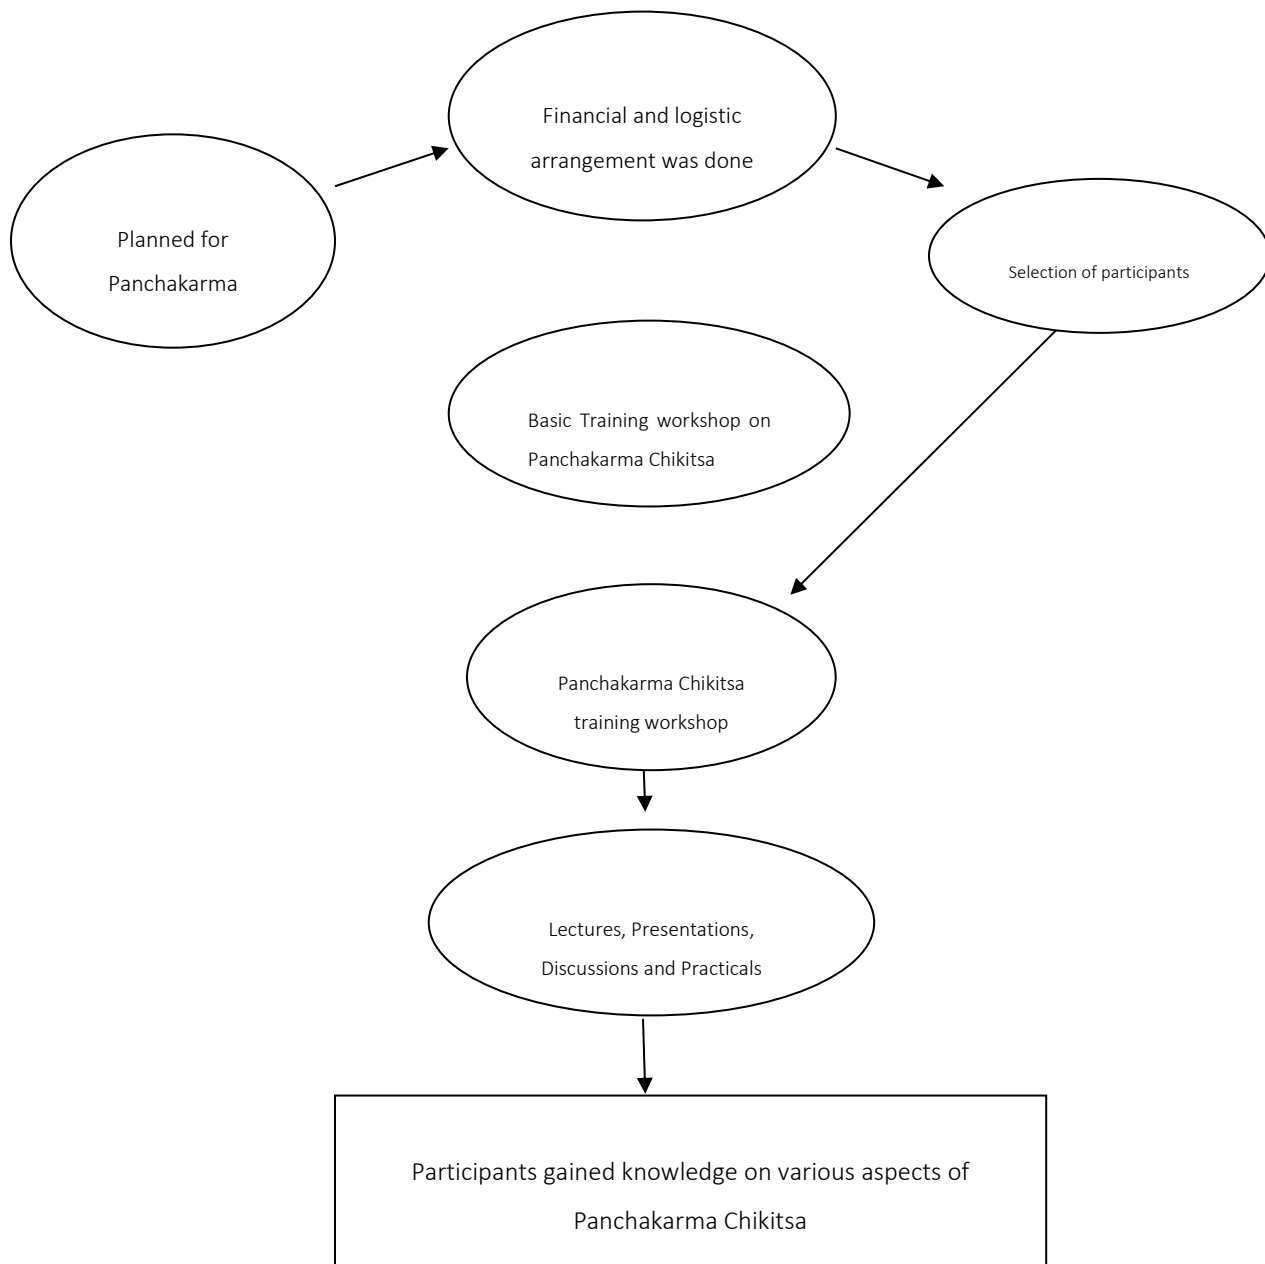 Financial and logistic
arrangement was done
Planned for
Panchakarma
Selection of participants
Basic Training workshop on
Panchakarma Chikitsa
Panchakarma Chikitsa
training workshop
Lectures, Presentations,
Discussions and Practicals
Participants gained knowledge on various aspects of
Panchakarma Chikitsa